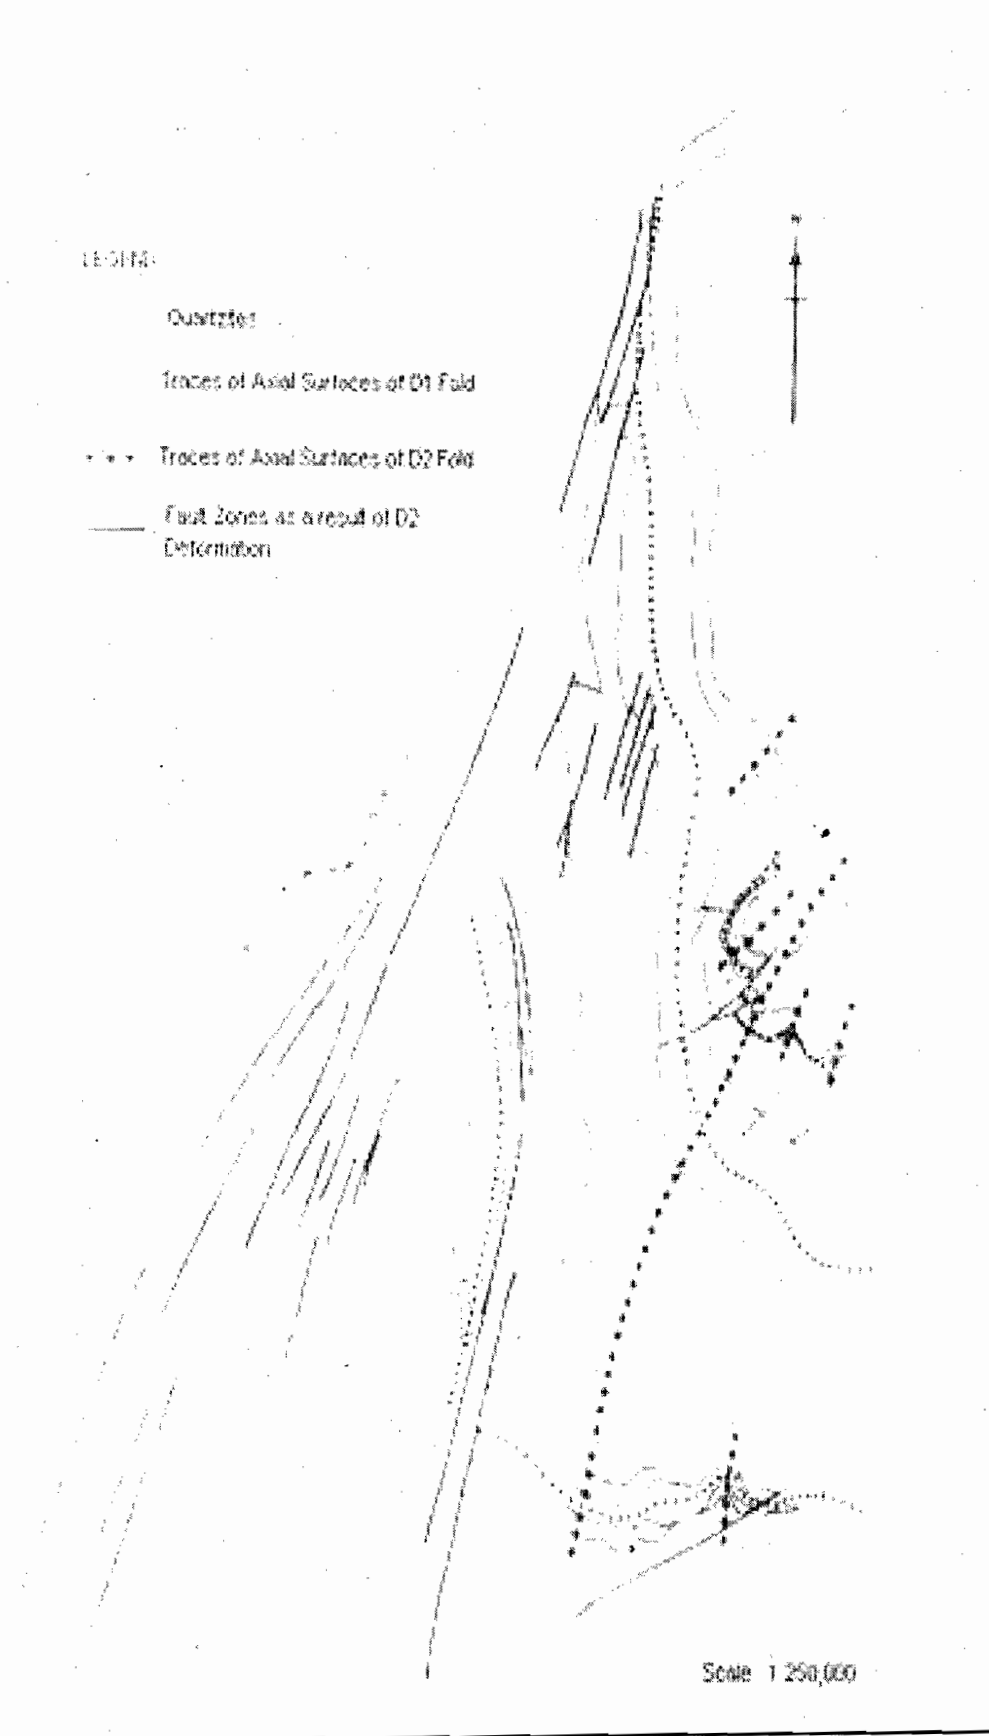 LEGEND
Quartzites
Traces of Axial Surfaces of D1 Fold
Traces of Axial Surfaces of D2 Fold
Fault Zones as a result of D2
Deformation
N
Scale 1 250,000